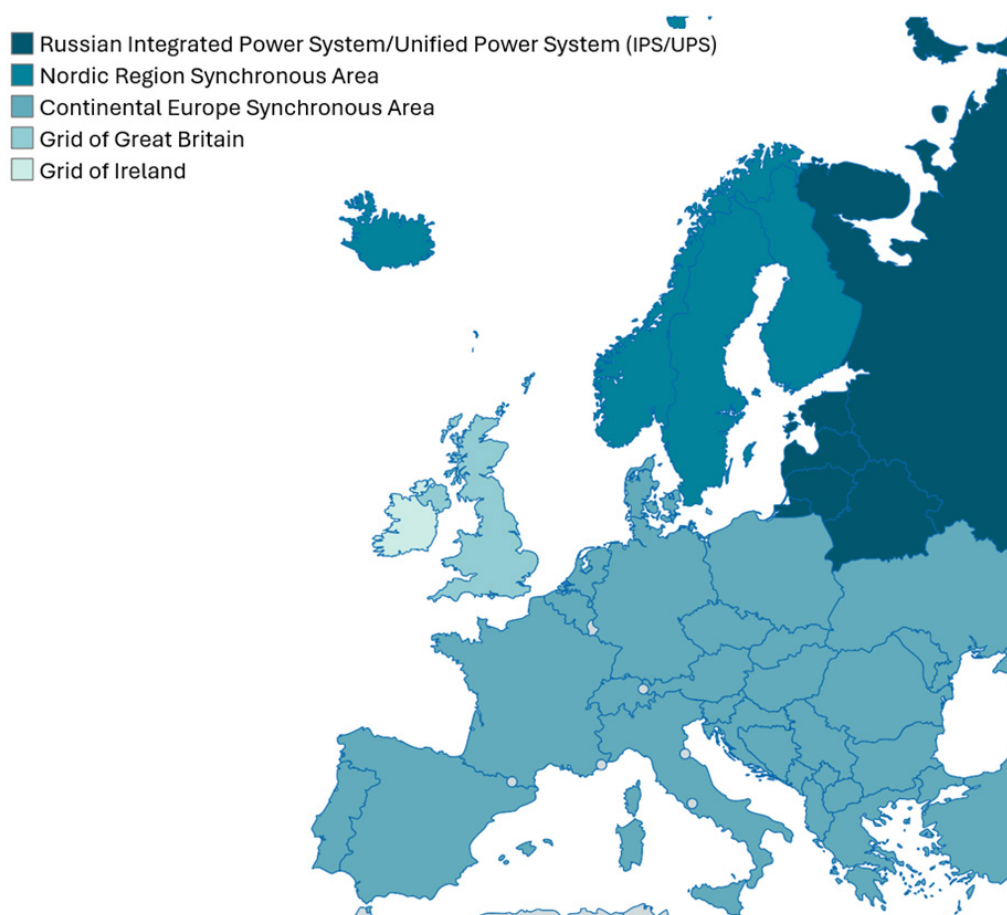 Russian Integrated Power System/Unified Power System (IPS/UPS)
Nordic Region Synchronous Area
Continental Europe Synchronous Area
Grid of Great Britain
Grid of Ireland